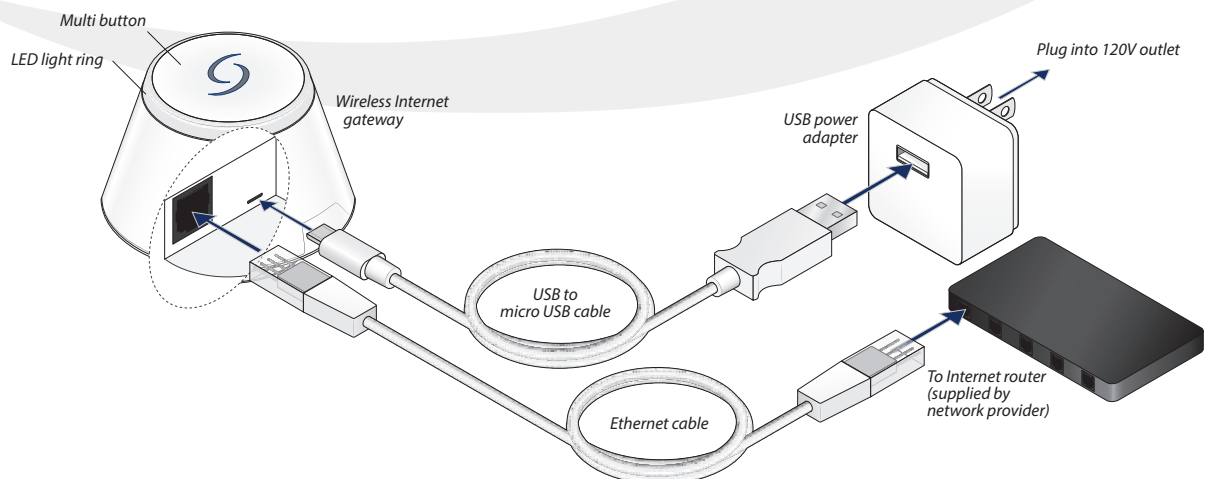 Multi button
LED light ring
Wireless Internet
gateway
Plug into 120V outlet
USB power
adapter
USB to
micro USB cable
Ethernet cable
To Internet router
(supplied by
network provider)